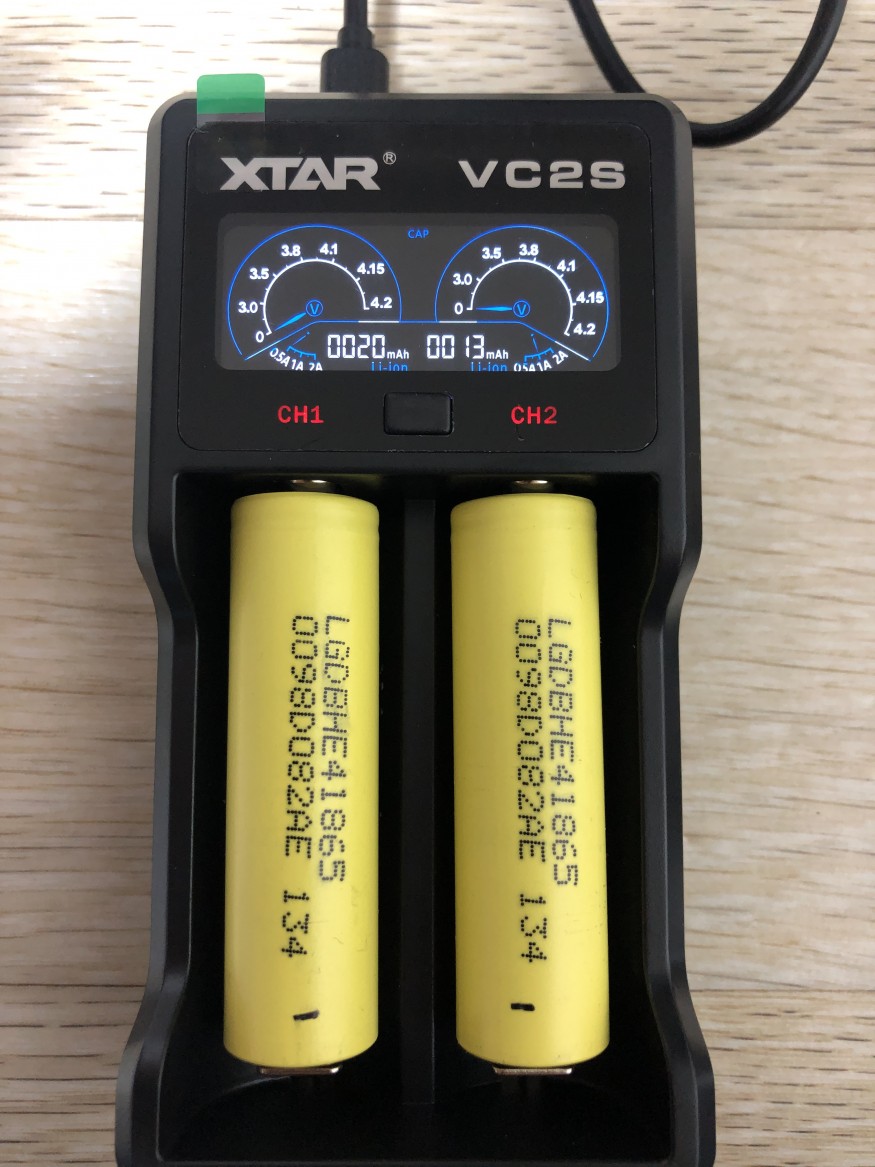 XTAR® VC2S
CAP
0 3.0 3.5 3.8 4.1 4.15 4.2
V
0 3.0 3.5 3.8 4.1 4.15 4.2
V
0020mAh 0013mAh
Li-ion Li-ion
0.5A 1A 2A
0.5A 1A 2A
CH1 CH2
LGDBHE41865
0098D082AE 134
LGDBHE41865
0098D082AE 134